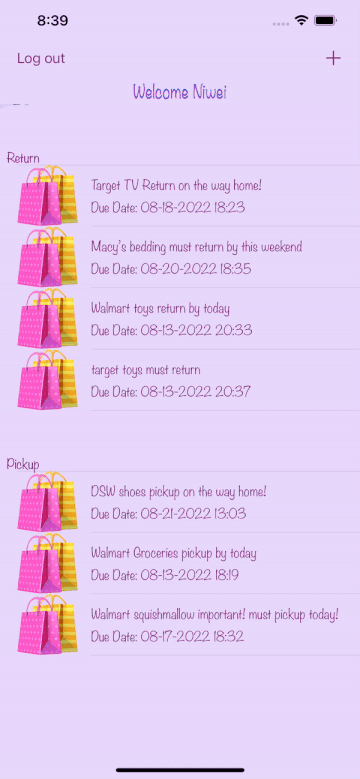 8:39
Log out
Welcome Niwei
Return
Target TV Return on the way home!
Due Date: 08-18-2022 18:23
Macy's bedding must return by this weekend
Due Date: 08-20-2022 18:35
Walmart toys return by today
Due Date: 08-13-2022 20:33
target toys must return
Due Date: 08-13-2022 20:37
Pickup
DSW shoes pickup on the way home!
Due Date: 08-21-2022 13:03
Walmart Groceries pickup by today
Due Date: 08-13-2022 18:19
Walmart squishmallow important! must pickup today!
Due Date: 08-17-2022 18:32